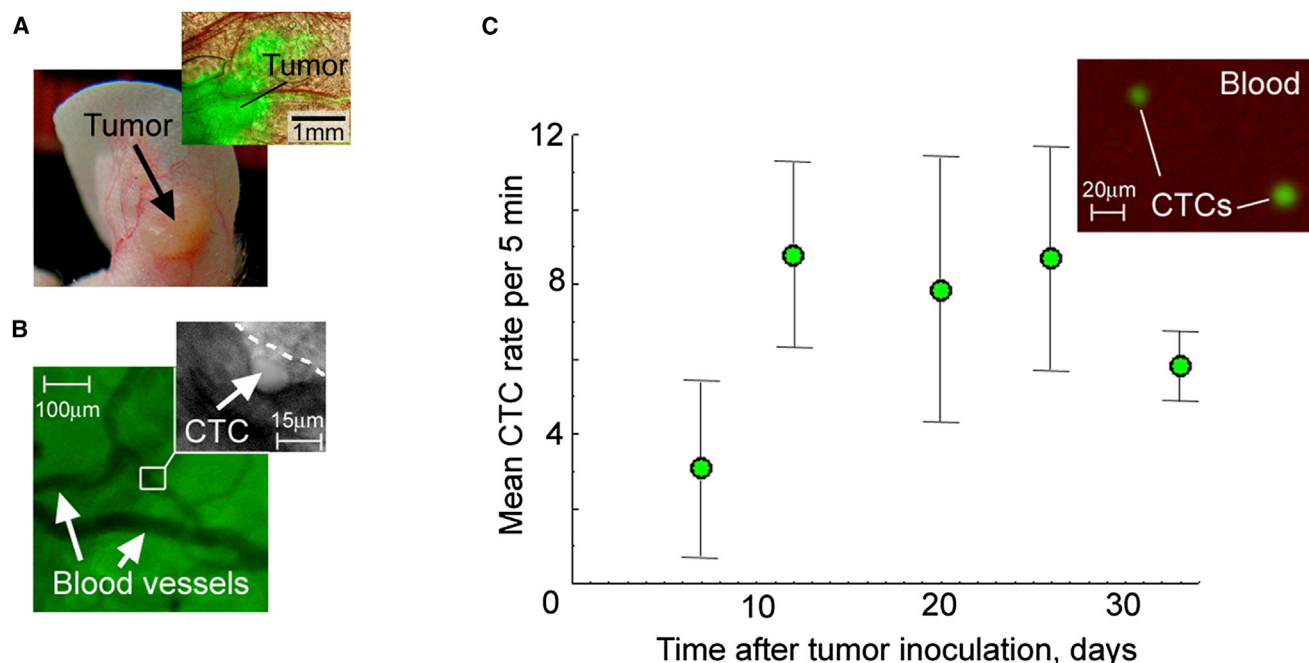 A
Tumor
Tumor
1mm
B
100µm
CTC
15µm
Blood vessels
C
Mean CTC rate per 5 min
12
8
4
0
10
20
30
Time after tumor inoculation, days
Blood
20µm
CTCs